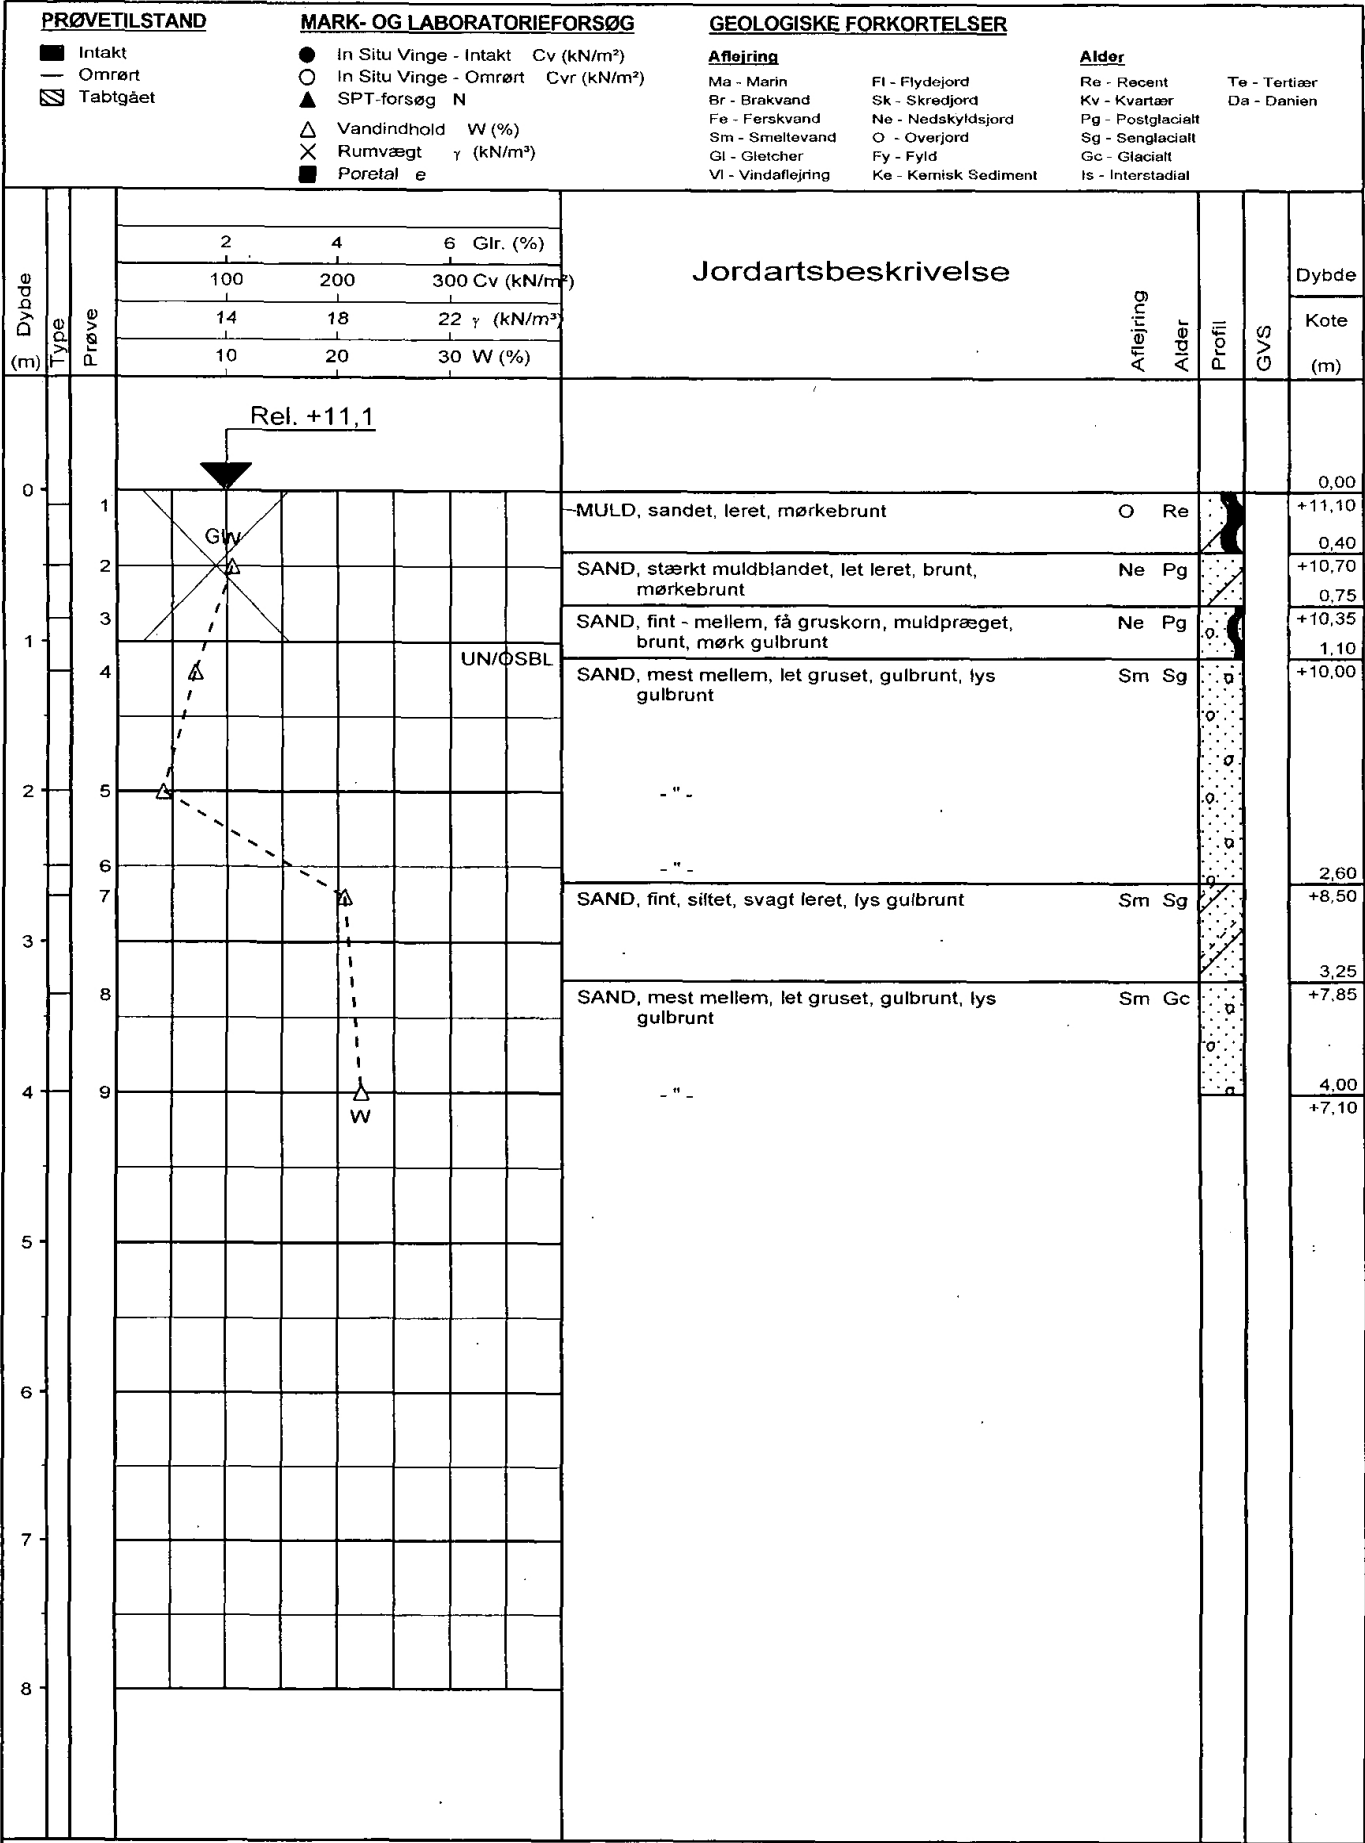 PRØVETILSTAND
Intakt
Omrørt
Tabtgået
MARK- OG LABORATORIEFORSØG
In Situ Vinge - Intakt Cv (kN/m²)
In Situ Vinge - Omrørt Cvr (kN/m²)
SPT-forsøg N
Vandindhold W (%)
Rumvægt γ (kN/m³)
Poretal e
GEOLOGISKE FORKORTELSER
Aflejring
Ma - Marin
Br - Brakvand
Fe - Ferskvand
Sm - Smeltevand
Gl - Gletcher
Vl - Vindaflejring
Fl - Flydejord
Sk - Skredjord
Ne - Nedskyldsjord
O - Overjord
Fy - Fyld
Ke - Kemisk Sediment
Alder
Re - Recent
Kv - Kvartær
Pg - Postglacialt
Sg - Senglacialt
Gc - Glacialt
Is - Interstadial
Te - Tertiær
Da - Danien
Dybde
(m)
Type
Prøve
2 4 6 Glr. (%)
100 200 300 Cv (kN/m²)
14 18 22 γ (kN/m³)
10 20 30 W (%)
Jordartsbeskrivelse
Aflejring
Alder
Profil
GVS
Dybde
Kote
(m)
Rel. +11,1
0
0,00
1
MULD, sandet, leret, mørkebrunt O Re
+11,10
GlW
0,40
2
SAND, stærkt muldblandet, let leret, brunt, Ne Pg
mørkebrunt
+10,70
0,75
3
SAND, fint - mellem, få gruskorn, muldpræget, Ne Pg
brunt, mørk gulbrunt
+10,35
1
1,10
UN/OSBL
4
SAND, mest mellem, let gruset, gulbrunt, lys Sm Sg
gulbrunt
+10,00
2 5 - " -
6 - " -
2,60
7
SAND, fint, siltet, svagt leret, lys gulbrunt Sm Sg
+8,50
3
3,25
8
SAND, mest mellem, let gruset, gulbrunt, lys Sm Gc
gulbrunt
+7,85
4 9 - " - 4,00
W
+7,10
5
6
7
8